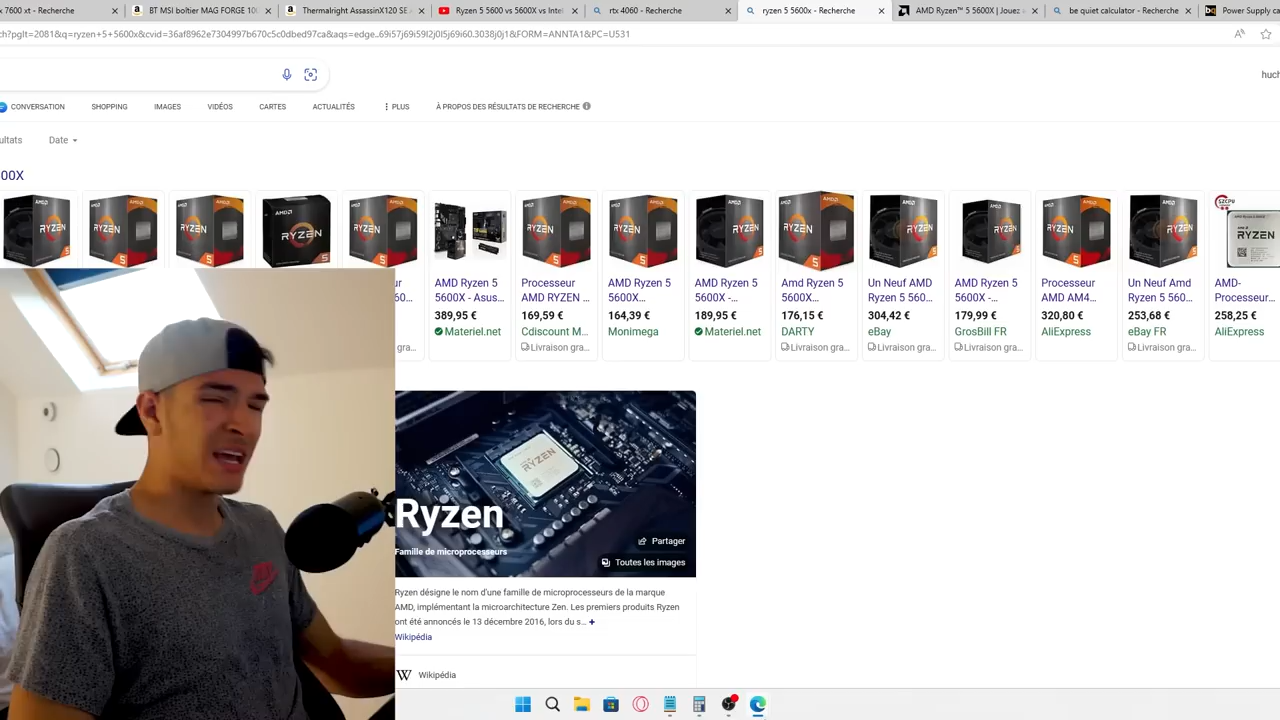 x 7600 xt - Recherche
BT MSI boîtier MAG FORGE 10
Thermalright AssassinX120 SE
Ryzen 5 5600 vs 5600X vs Intel
rtx 4060 - Recherche
ryzen 5 5600x - Recherche
AMD Ryzen™ 5 5600X | Jouez a
be quiet calculator - Recherche
Power Supply ca
ch?pglt=2081&q=ryzen+5+5600x&cvid=36af8962e7304997b670c5c0dbed97ca&aqs=edge..69i57j69i59l2j0l5j69i60.3038j0j1&FORM=ANNTA1&PC=U531
huch
CONVERSATION
SHOPPING
IMAGES
VIDÉOS
CARTES
ACTUALITÉS
PLUS
À PROPOS DES RÉSULTATS DE RECHERCHE
ultats
Date
600X
ur
60...
gra...
AMD Ryzen 5
5600X - Asus...
389,95 €
Materiel.net
Processeur
AMD RYZEN ...
169,59 €
Cdiscount M...
Livraison gra...
AMD Ryzen 5
5600X...
164,39 €
Monimega
AMD Ryzen 5
5600X -...
189,95 €
Materiel.net
Amd Ryzen 5
5600X...
176,15 €
DARTY
Livraison gra...
Un Neuf AMD
Ryzen 5 560...
304,42 €
eBay
Livraison gra...
AMD Ryzen 5
5600X -...
179,99 €
GrosBill FR
Livraison gra...
Processeur
AMD AM4...
320,80 €
AliExpress
Un Neuf Amd
Ryzen 5 560...
253,68 €
eBay FR
Livraison gra...
AMD-
Processeur...
258,25 €
AliExpress
RYZEN
Ryzen
Famille de microprocesseurs
Partager
Toutes les images
Ryzen désigne le nom d'une famille de microprocesseurs de la marque
AMD, implémentant la microarchitecture Zen. Les premiers produits Ryzen
ont été annoncés le 13 décembre 2016, lors du s... +
Wikipédia
W Wikipédia